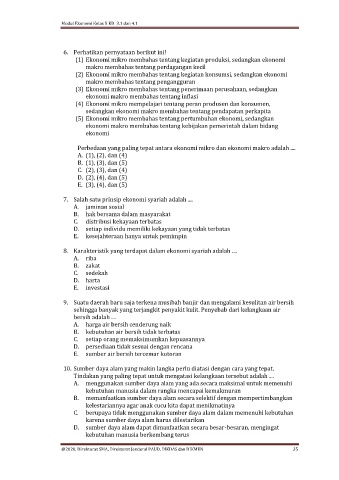 Modul Ekonomi Kelas X KD 3.1 dan 4.1
6. Perhatikan pernyataan berikut ini!
(1) Ekonomi mikro membahas tentang kegiatan produksi, sedangkan ekonomi
makro membahas tentang perdagangan kecil
(2) Ekonomi mikro membahas tentang kegiatan konsumsi, sedangkan ekonomi
makro membahas tentang pengangguran
(3) Ekonomi mikro membahas tentang penerimaan perusahaan, sedangkan
ekonomi makro membahas tentang inflasi
(4) Ekonomi mikro mempelajari tentang peran produsen dan konsumen,
sedangkan ekonomi makro membahas tentang pendapatan perkapita
(5) Ekonomi mikro membahas tentang pertumbuhan ekonomi, sedangkan
ekonomi makro membahas tentang kebijakan pemerintah dalam bidang
ekonomi
Perbedaan yang paling tepat antara ekonomi mikro dan ekonomi makro adalah ....
A. (1), (2), dan (4)
B. (1), (3), dan (5)
C. (2), (3), dan (4)
D. (2), (4), dan (5)
E. (3), (4), dan (5)
7. Salah satu prinsip ekonomi syariah adalah ....
A. jaminan sosial
B. hak bersama dalam masyarakat
C. distribusi kekayaan terbatas
D. setiap individu memiliki kekayaan yang tidak terbatas
E. kesejahteraan hanya untuk pemimpin
8. Karakteristik yang terdapat dalam ekonomi syariah adalah ....
A. riba
B. zakat
C. sedekah
D. harta
E. investasi
9. Suatu daerah baru saja terkena musibah banjir dan mengalami kesulitan air bersih
sehingga banyak yang terjangkit penyakit kulit. Penyebab dari kelangkaan air
bersih adalah ....
A. harga air bersih cenderung naik
B. kebutuhan air bersih tidak terbatas
C. setiap orang memaksimumkan kepuasannya
D. persediaan tidak sesuai dengan rencana
E. sumber air bersih tercemar kotoran
10. Sumber daya alam yang makin langka perlu diatasi dengan cara yang tepat.
Tindakan yang paling tepat untuk mengatasi kelangkaan tersebut adalah ....
A. menggunakan sumber daya alam yang ada secara maksimal untuk memenuhi
kebutuhan manusia dalam rangka mencapai kemakmuran
B. memanfaatkan sumber daya alam secara selektif dengan mempertimbangkan
kelestariannya agar anak cucu kita dapat menikmatinya
C. berupaya tidak menggunakan sumber daya alam dalam memenuhi kebutuhan
karena sumber daya alam harus dilestarikan
D. sumber daya alam dapat dimanfaatkan secara besar-besaran, mengingat
kebutuhan manusia berkembang terus
@2020, Direktorat SMA, Direktorat Jenderal PAUD, DIKDAS dan DIKMEN 25